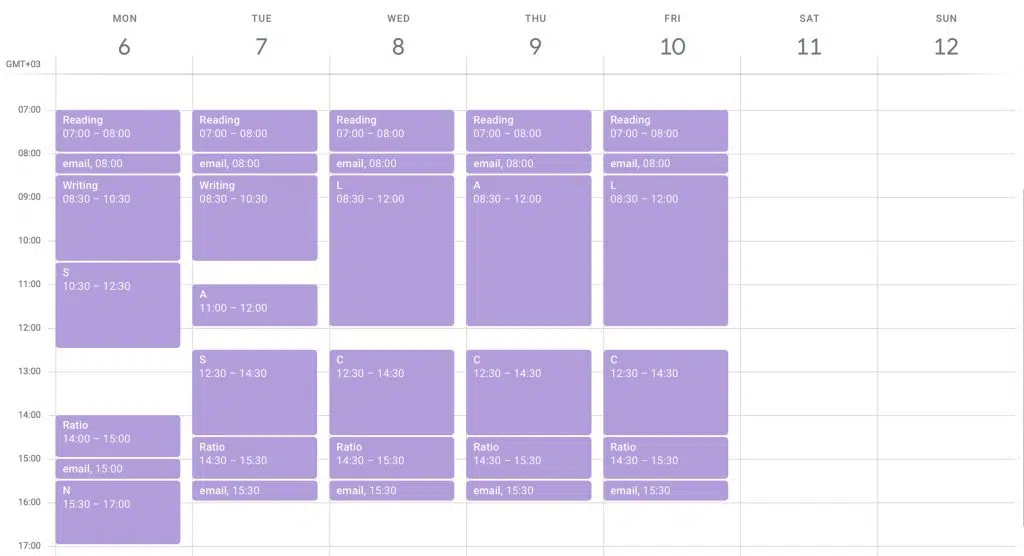 MON TUE WED THU FRI SAT SUN
6 7 8 9 10 11 12
GMT+03
07:00
Reading Reading Reading Reading Reading
07:00 – 08:00 07:00 – 08:00 07:00 – 08:00 07:00 – 08:00 07:00 – 08:00
08:00
email, 08:00 email, 08:00 email, 08:00 email, 08:00 email, 08:00
Writing Writing L A L
09:00 08:30 – 10:30 08:30 – 10:30 08:30 – 12:00 08:30 – 12:00 08:30 – 12:00
10:00
S
11:00 10:30 – 12:30
A
11:00 – 12:00
12:00
S C C C
13:00 12:30 – 14:30 12:30 – 14:30 12:30 – 14:30 12:30 – 14:30
14:00
Ratio
14:00 – 15:00
Ratio Ratio Ratio Ratio
15:00 14:30 – 15:30 14:30 – 15:30 14:30 – 15:30 14:30 – 15:30
email, 15:00
N email, 15:30 email, 15:30 email, 15:30 email, 15:30
16:00 15:30 – 17:00
17:00